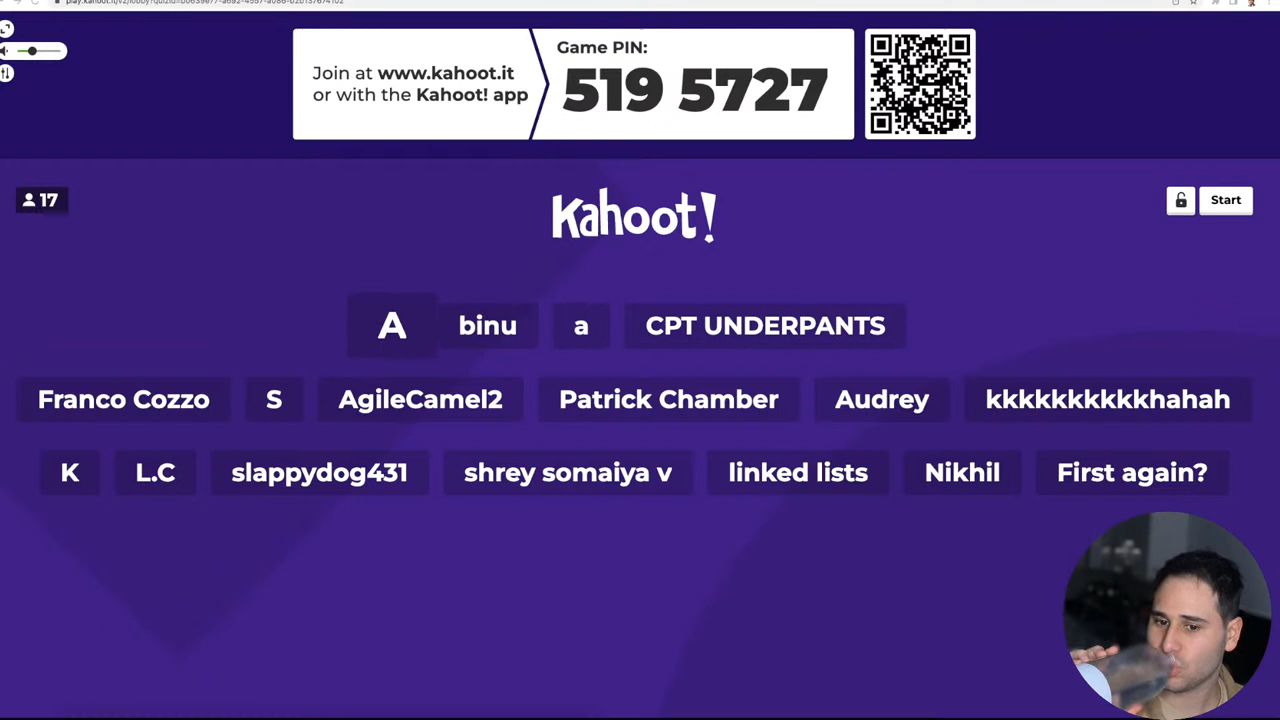 Join at www.kahoot.it
or with the Kahoot! app
Game PIN:
519 5727
17
Kahoot!
Start
A binu a CPT UNDERPANTS
Franco Cozzo S AgileCamel2 Patrick Chamber Audrey kkkkkkkkkkhahah
K L.C slappydog431 shrey somaiya v linked lists Nikhil First again?